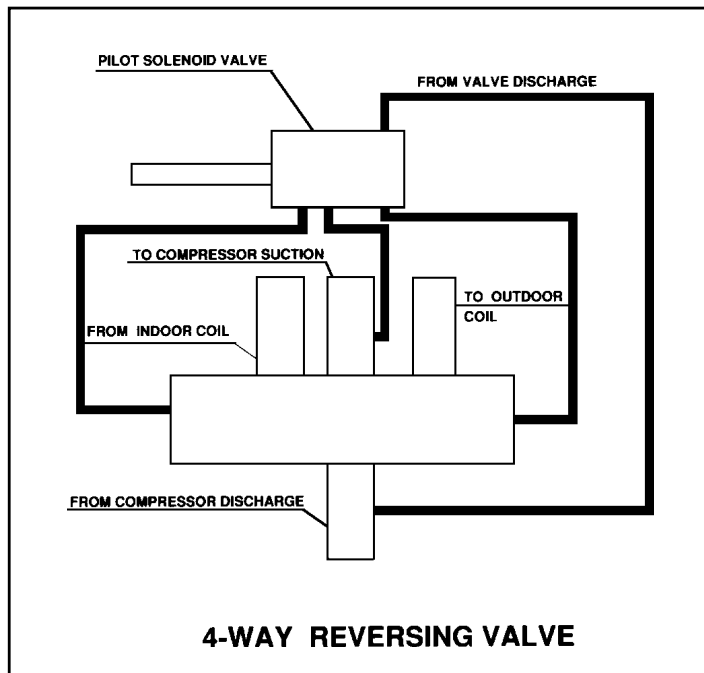 PILOT SOLENOID VALVE
FROM VALVE DISCHARGE
TO COMPRESSOR SUCTION
TO OUTDOOR
COIL
FROM INDOOR COIL
FROM COMPRESSOR DISCHARGE
4-WAY REVERSING VALVE